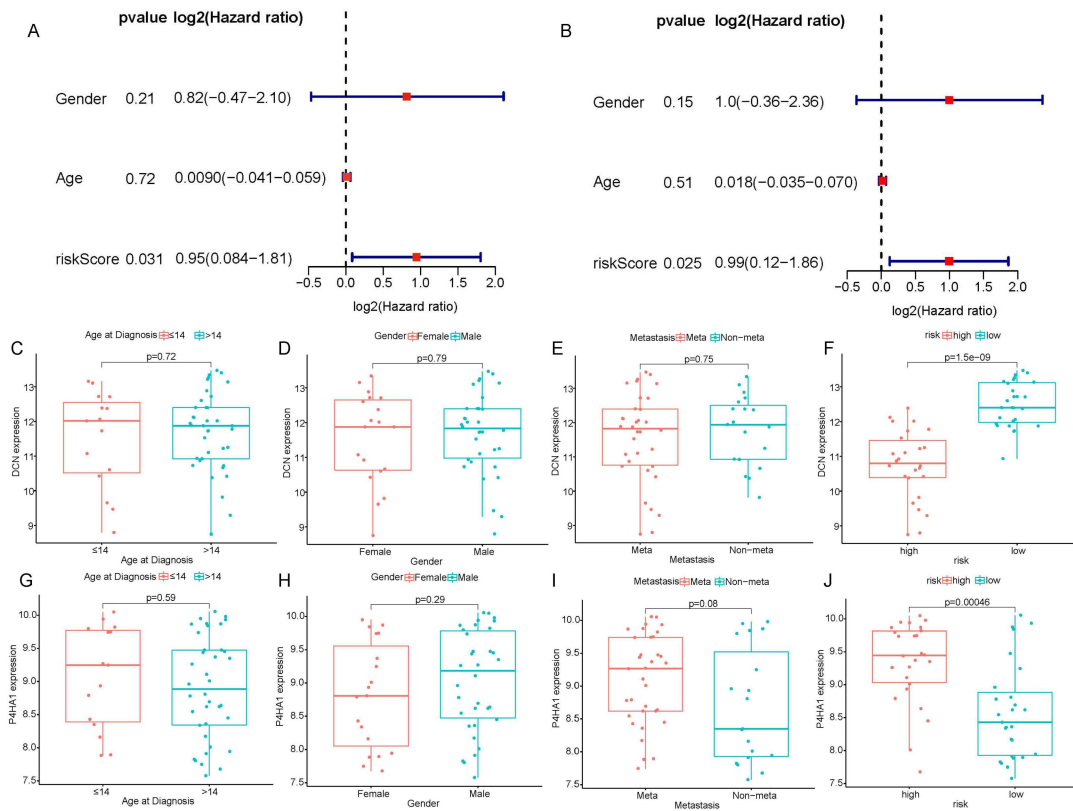 A
pvalue log2(Hazard ratio)
Gender 0.21 0.82(−0.47−2.10)
Age 0.72 0.0090(−0.041−0.059)
riskScore 0.031 0.95(0.084−1.81)
−0.5 0.0 0.5 1.0 1.5 2.0
log2(Hazard ratio)
B
pvalue log2(Hazard ratio)
Gender 0.15 1.0(−0.36−2.36)
Age 0.51 0.018(−0.035−0.070)
riskScore 0.025 0.99(0.12−1.86)
−0.5 0.0 0.5 1.0 1.5 2.0
log2(Hazard ratio)
C
Age at Diagnosis ≤14 >14
p=0.72
DCN expression
13
12
11
10
9
≤14 >14
Age at Diagnosis
D
Gender Female Male
p=0.79
DCN expression
13
12
11
10
9
Female Male
Gender
E
Metastasis Meta Non−meta
p=0.75
DCN expression
13
12
11
10
9
Meta Non−meta
Metastasis
F
risk high low
p=1.5e−09
DCN expression
13
12
11
10
9
high low
risk
G
Age at Diagnosis ≤14 >14
p=0.59
P4HA1 expression
10.0
9.5
9.0
8.5
8.0
7.5
≤14 >14
Age at Diagnosis
H
Gender Female Male
p=0.29
P4HA1 expression
10.0
9.5
9.0
8.5
8.0
7.5
Female Male
Gender
I
Metastasis Meta Non−meta
p=0.08
P4HA1 expression
10.0
9.5
9.0
8.5
8.0
7.5
Meta Non−meta
Metastasis
J
risk high low
p=0.00046
P4HA1 expression
10.0
9.5
9.0
8.5
8.0
7.5
high low
risk